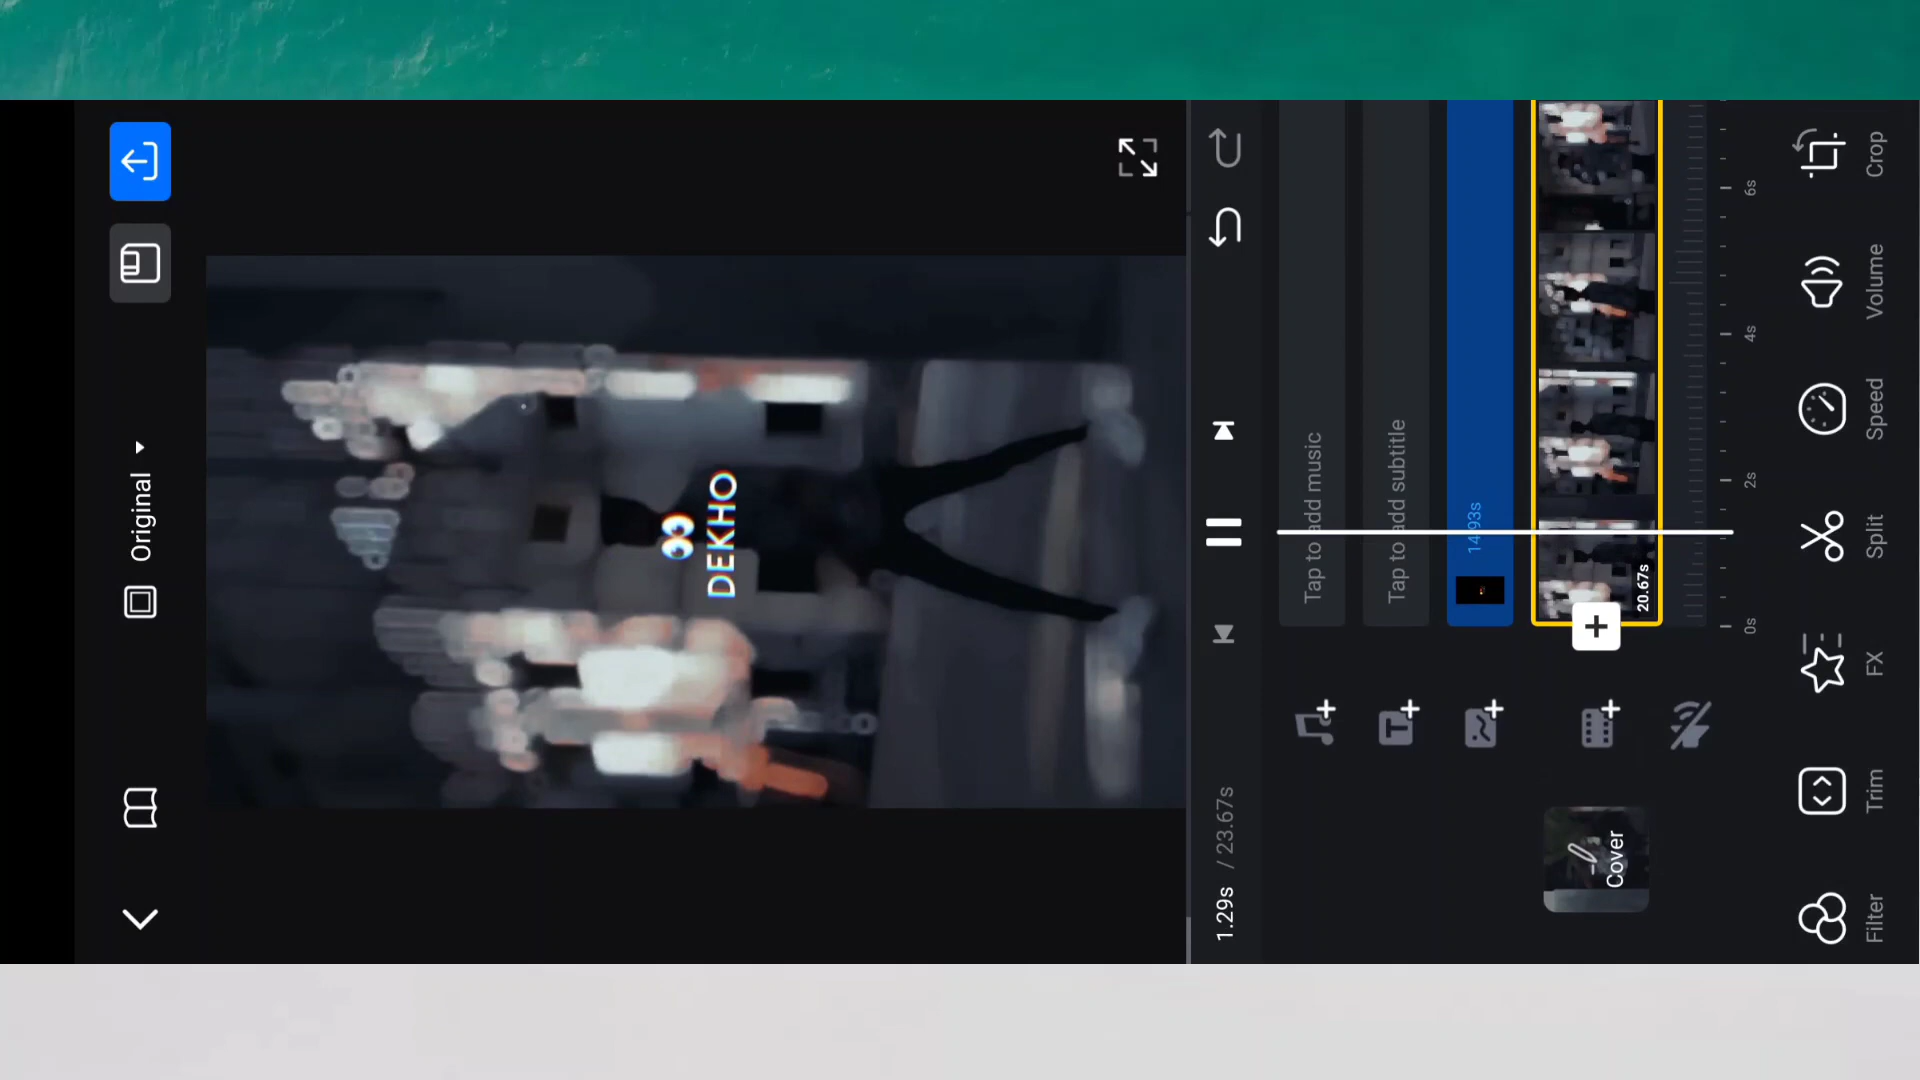 Original
👀
DEKHO
1.29s / 23.67s
Tap to add music
Tap to add subtitle
14.93s
Cover
20.67s
0s 2s 4s 6s
Filter Trim FX Split Speed Volume Crop